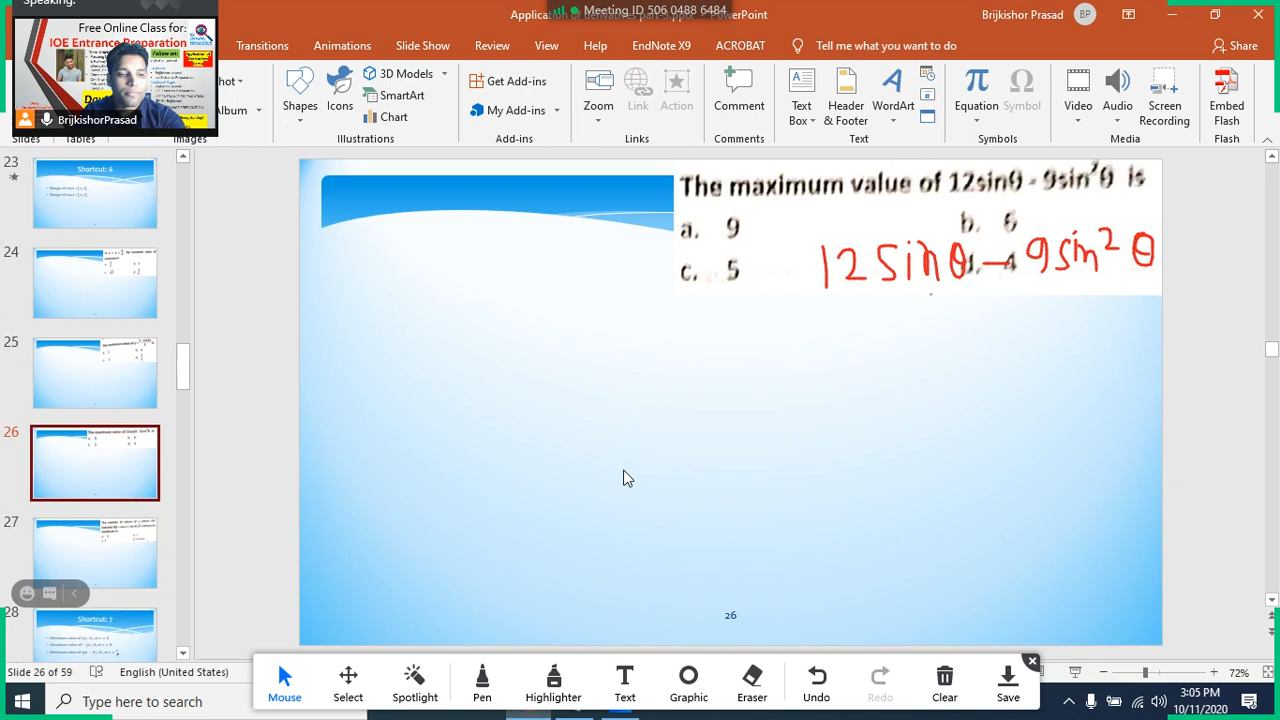 Speaking:
Meeting ID 506 0488 6484
PowerPoint
Brijkishor Prasad
BP
Free Online Class for:
IOE Entrance Preparation
BrijkishorPrasad
Transitions
Animations
Slide Show
Review
View
Help
EndNote X9
ACROBAT
Tell me what you want to do
Share
Shapes
Icons
3D Models
SmartArt
Chart
Get Add-ins
My Add-ins
Zoom
Link
Action
Comment
Text Box
Header & Footer
WordArt
Equation
Symbol
Video
Audio
Screen Recording
Embed Flash
Slides
Tables
Images
Illustrations
Add-ins
Links
Comments
Text
Symbols
Media
23
Shortcut: 6
24
25
26
27
28
Shortcut: 7
The maximum value of 12sinθ - 9sin²θ is
a. 9
b. 6
c. 5
d. 4
12 sin θ — 9 sin² θ
26
Slide 26 of 59
English (United States)
72%
Mouse
Select
Spotlight
Pen
Highlighter
Text
Graphic
Eraser
Undo
Redo
Clear
Save
Type here to search
3:05 PM
10/11/2020